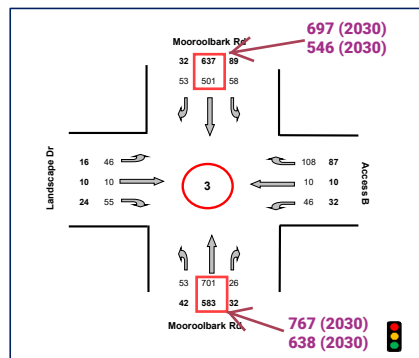 697 (2030)
Mooroolbark Rd
546 (2030)
32 637 89
53 501 58
Landscape Dr
16 46
10 10
24 55
3
108 87
10 10
46 32
Access B
53 701 26
42 583 32
Mooroolbark Rd
767 (2030)
638 (2030)